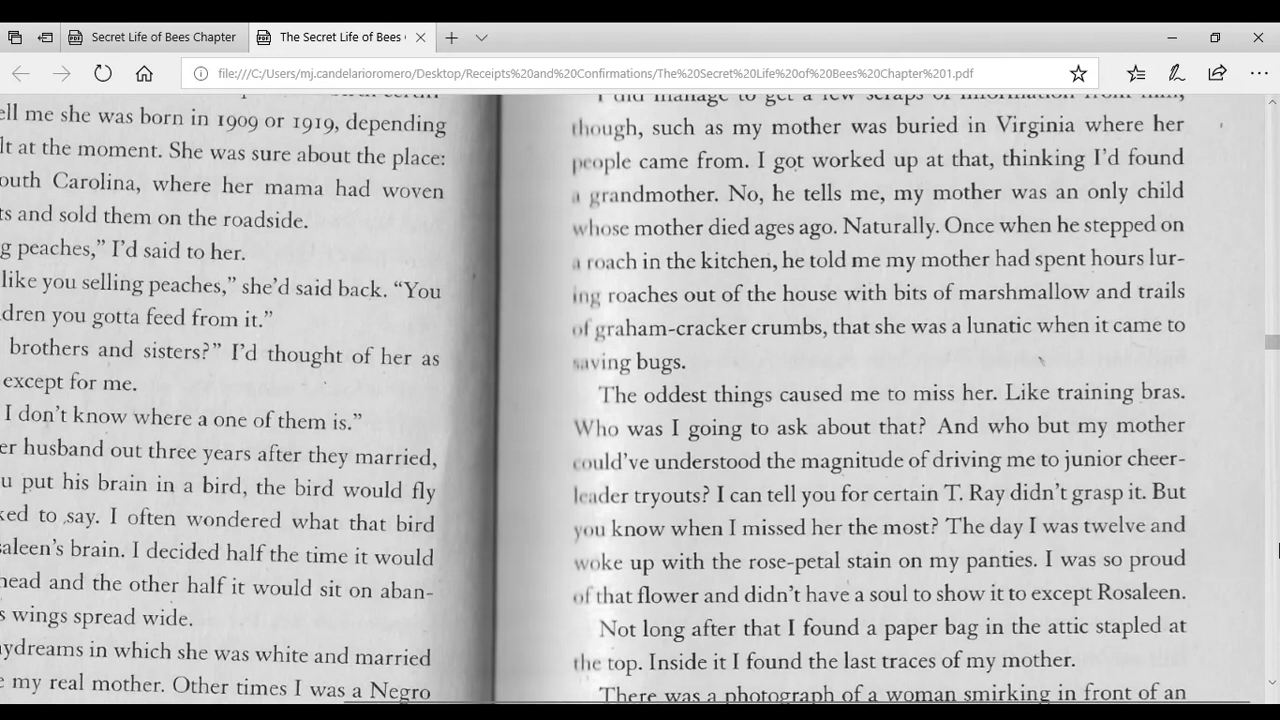 Secret Life of Bees Chapter
The Secret Life of Bees
file:///C:/Users/mj.candelarioromero/Desktop/Receipts%20and%20Confirmations/The%20Secret%20Life%20of%20Bees%20Chapter%201.pdf
ell me she was born in 1909 or 1919, depending
lt at the moment. She was sure about the place:
outh Carolina, where her mama had woven
ts and sold them on the roadside.
g peaches,” I’d said to her.
like you selling peaches,” she’d said back. “You
dren you gotta feed from it.”
brothers and sisters?” I’d thought of her as
except for me.
I don’t know where a one of them is.”
er husband out three years after they married,
u put his brain in a bird, the bird would fly
ked to say. I often wondered what that bird
saleen’s brain. I decided half the time it would
head and the other half it would sit on aban-
s wings spread wide.
ydreams in which she was white and married
e my real mother. Other times I was a Negro
I did manage to get a few scraps of information from him,
though, such as my mother was buried in Virginia where her
people came from. I got worked up at that, thinking I’d found
a grandmother. No, he tells me, my mother was an only child
whose mother died ages ago. Naturally. Once when he stepped on
a roach in the kitchen, he told me my mother had spent hours lur-
ing roaches out of the house with bits of marshmallow and trails
of graham-cracker crumbs, that she was a lunatic when it came to
saving bugs.
The oddest things caused me to miss her. Like training bras.
Who was I going to ask about that? And who but my mother
could’ve understood the magnitude of driving me to junior cheer-
leader tryouts? I can tell you for certain T. Ray didn’t grasp it. But
you know when I missed her the most? The day I was twelve and
woke up with the rose-petal stain on my panties. I was so proud
of that flower and didn’t have a soul to show it to except Rosaleen.
Not long after that I found a paper bag in the attic stapled at
the top. Inside it I found the last traces of my mother.
There was a photograph of a woman smirking in front of an